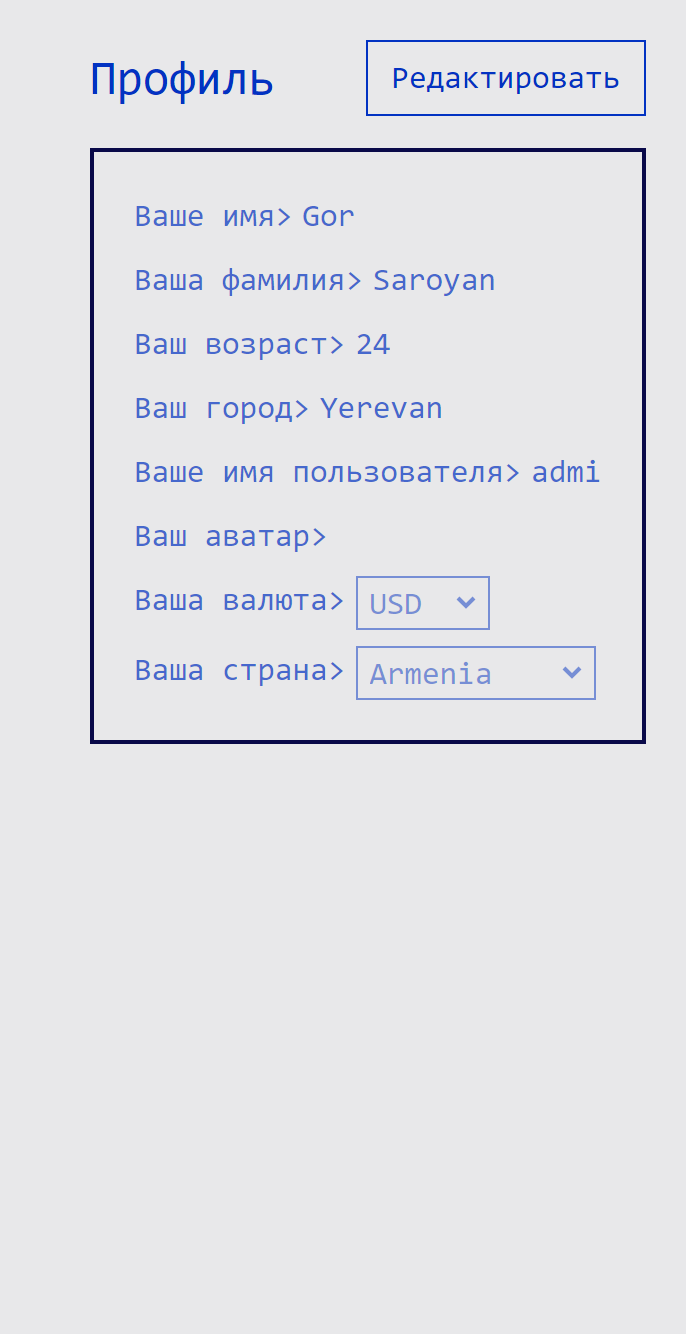 Профиль
Редактировать
Ваше имя> Gor
Ваша фамилия> Saroyan
Ваш возраст> 24
Ваш город> Yerevan
Ваше имя пользователя> admi
Ваш аватар>
Ваша валюта> USD
Ваша страна> Armenia